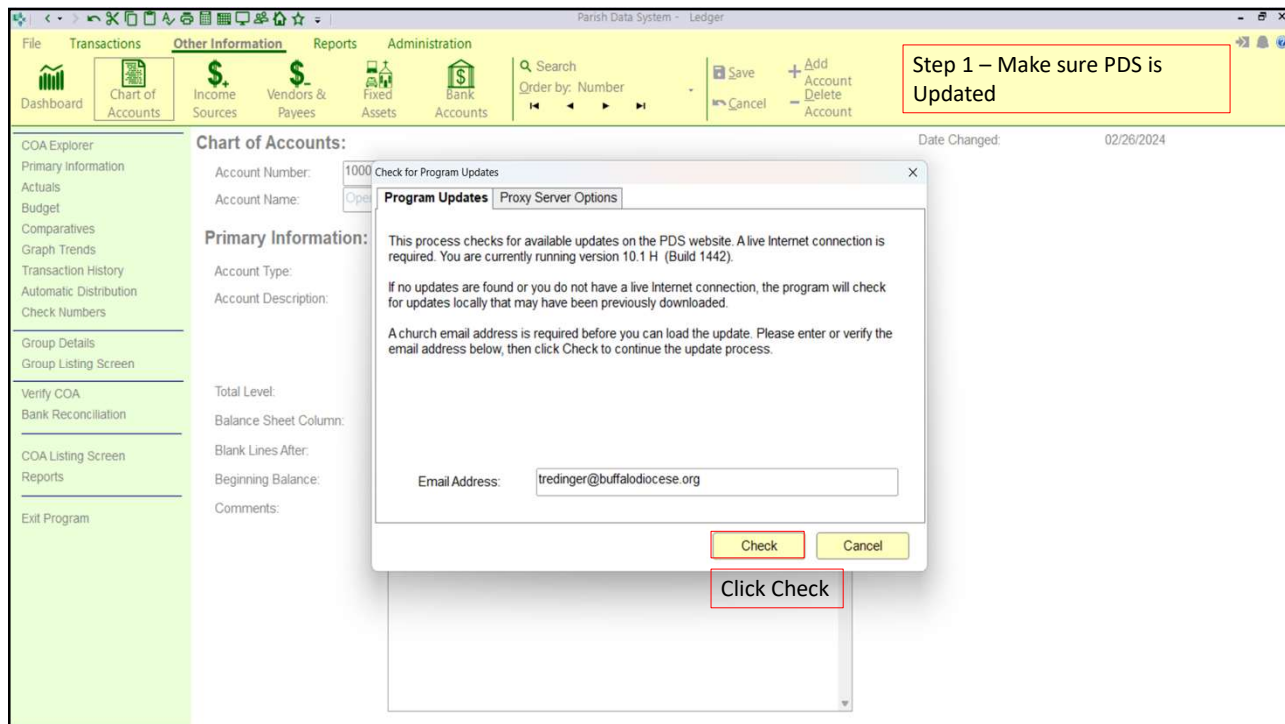 Parish Data System - Ledger
File Transactions Other Information Reports Administration
Dashboard
Chart of
Accounts
Income
Sources
Vendors &
Payees
Fixed
Assets
Bank
Accounts
Search
Order by: Number
Save
Cancel
Add
Account
Delete
Account
Step 1 – Make sure PDS is
Updated
COA Explorer
Primary Information
Actuals
Budget
Comparatives
Graph Trends
Transaction History
Automatic Distribution
Check Numbers
Group Details
Group Listing Screen
Verify COA
Bank Reconciliation
COA Listing Screen
Reports
Exit Program
Chart of Accounts:
Date Changed: 02/26/2024
Account Number: 1000
Account Name: Ope
Primary Information:
Account Type:
Account Description:
Total Level:
Balance Sheet Column:
Blank Lines After:
Beginning Balance:
Comments:
Check for Program Updates
Program Updates Proxy Server Options
This process checks for available updates on the PDS website. A live Internet connection is
required. You are currently running version 10.1 H (Build 1442).
If no updates are found or you do not have a live Internet connection, the program will check
for updates locally that may have been previously downloaded.
A church email address is required before you can load the update. Please enter or verify the
email address below, then click Check to continue the update process.
Email Address: tredinger@buffalodiocese.org
Check Cancel
Click Check